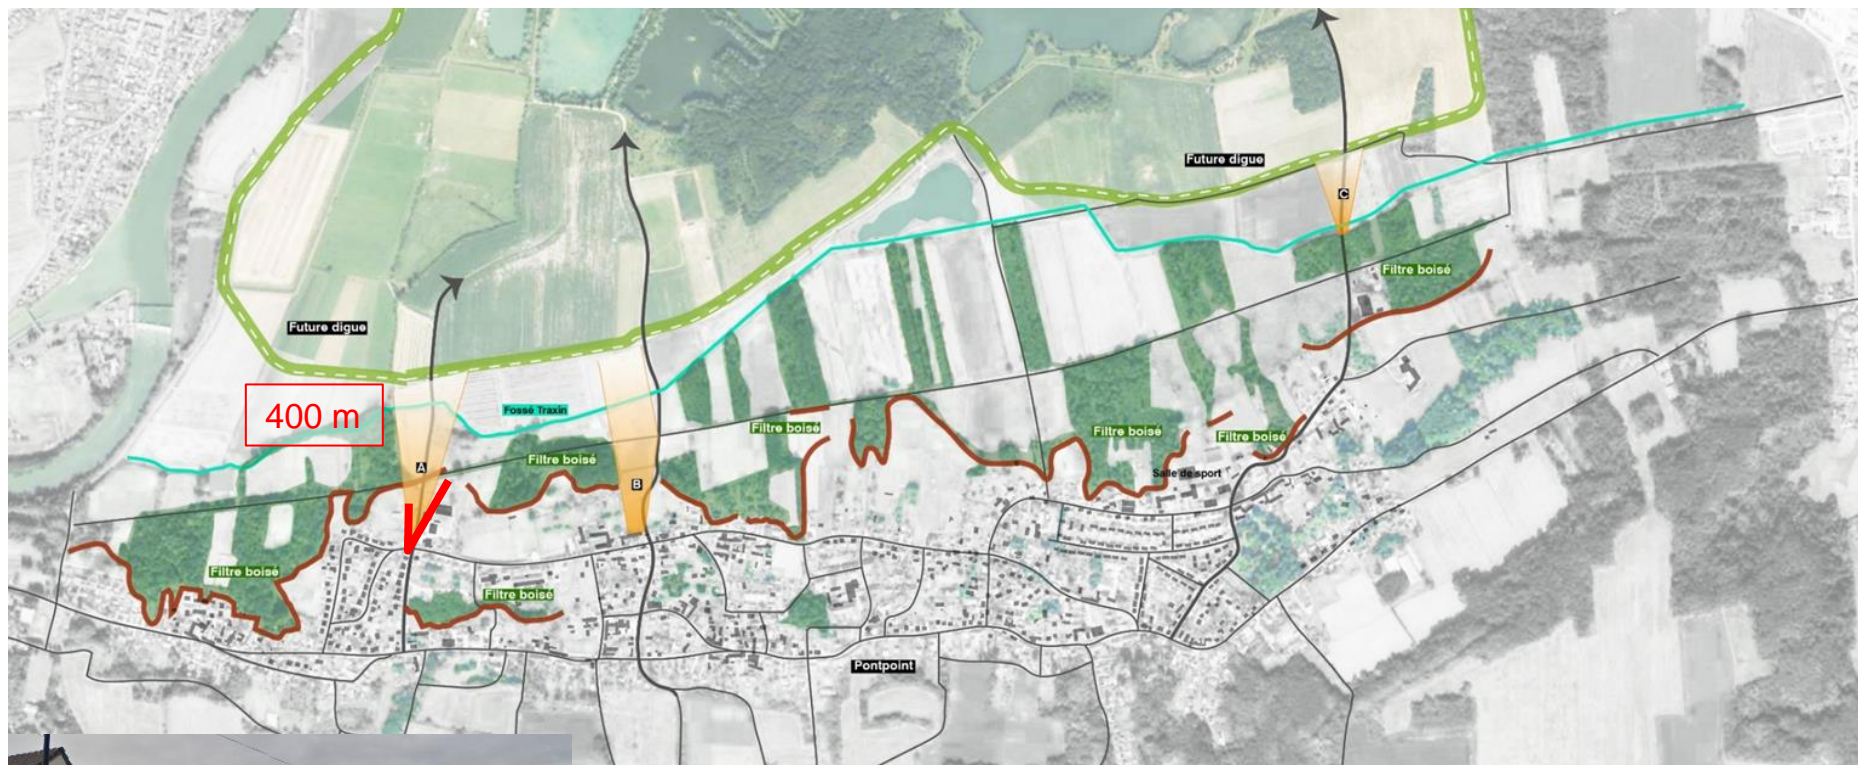 Future digue
C
Filtre boisé
Future digue
400 m
Fossé Traxin
Filtre boisé
Filtre boisé
Filtre boisé
Filtre boisé
A
Salle de sport
B
Filtre boisé
Filtre boisé
Pontpoint